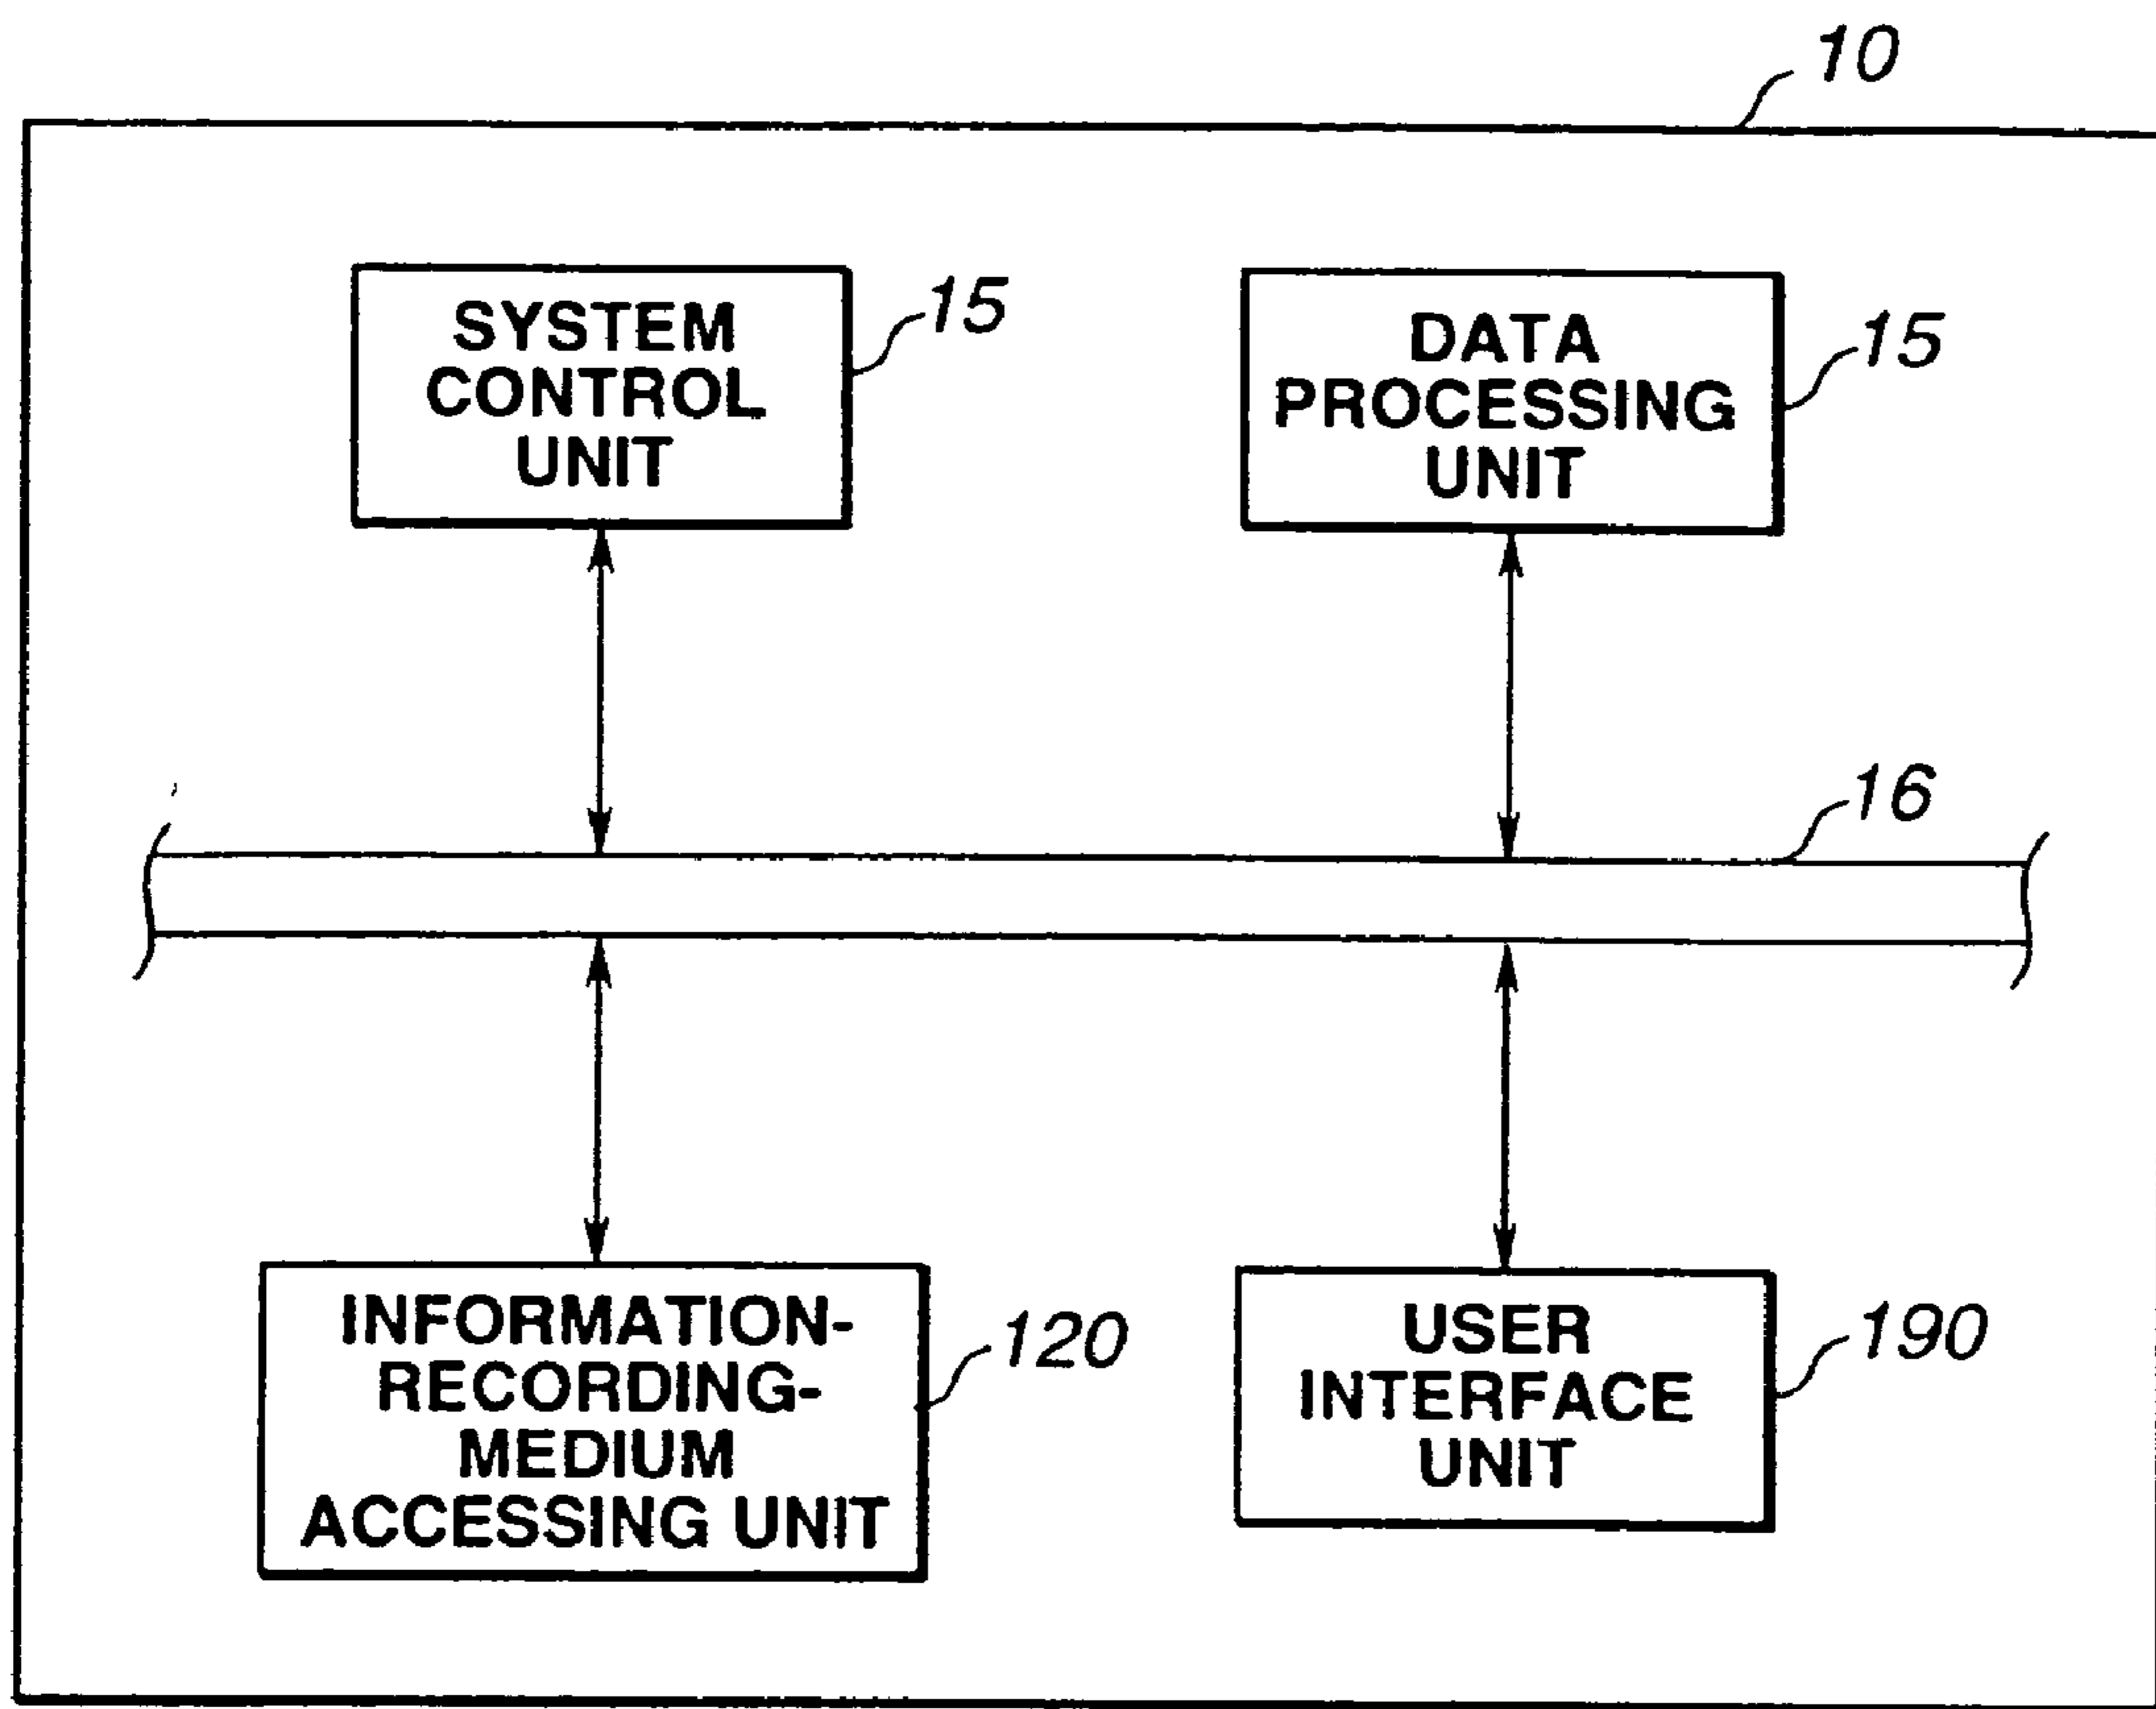 10
SYSTEM
CONTROL
UNIT
15
DATA
PROCESSING
UNIT
15
16
INFORMATION-
RECORDING-
MEDIUM
ACCESSING UNIT
120
USER
INTERFACE
UNIT
190